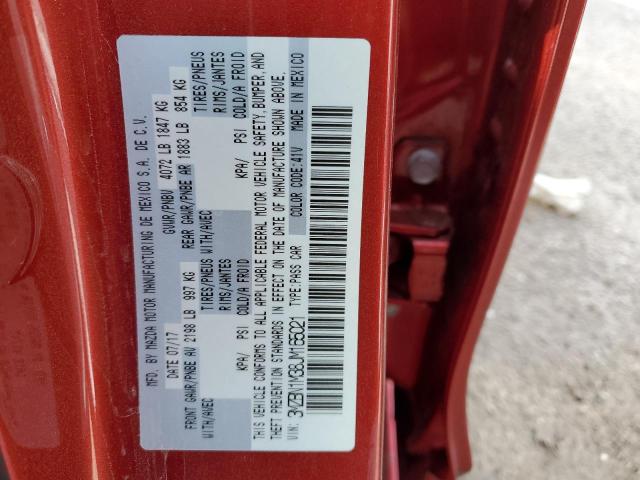 MFD. BY MAZDA MOTOR MANUFACTURING DE MEXICO S.A. DE C.V.
DATE 07/17 GVWR/PNBV 4072 LB 1847 KG
FRONT GAWR/PNBE AV 2198 LB 997 KG REAR GAWR/PNBE AR 1883 LB 854 KG
WITH/AVEC TIRES/PNEUS WITH/AVEC TIRES/PNEUS
RIMS/JANTES RIMS/JANTES
KPA/ PSI COLD/A FROID KPA/ PSI COLD/A FROID
THIS VEHICLE CONFORMS TO ALL APPLICABLE FEDERAL MOTOR VEHICLE SAFETY, BUMPER, AND
THEFT PREVENTION STANDARDS IN EFFECT ON THE DATE OF MANUFACTURE SHOWN ABOVE.
VIN: 3MZBN1M38JM165021 TYPE:PASS CAR COLOR CODE:41V MADE IN MEXICO